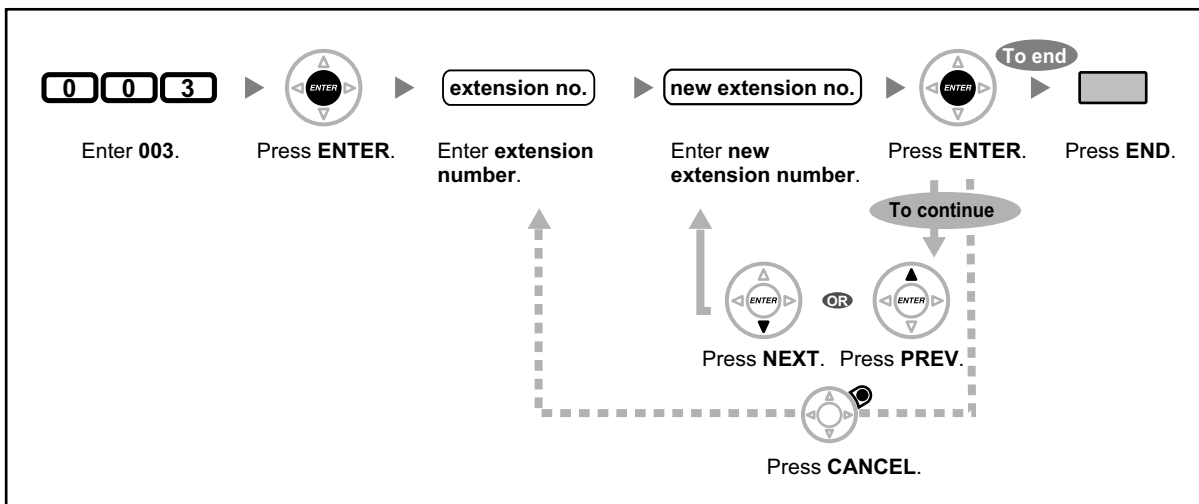 To end
0 0 3
ENTER
extension no.
new extension no.
ENTER
Enter 003.
Press ENTER.
Enter extension
number.
Enter new
extension number.
Press ENTER.
Press END.
To continue
ENTER
OR
ENTER
Press NEXT.
Press PREV.
Press CANCEL.